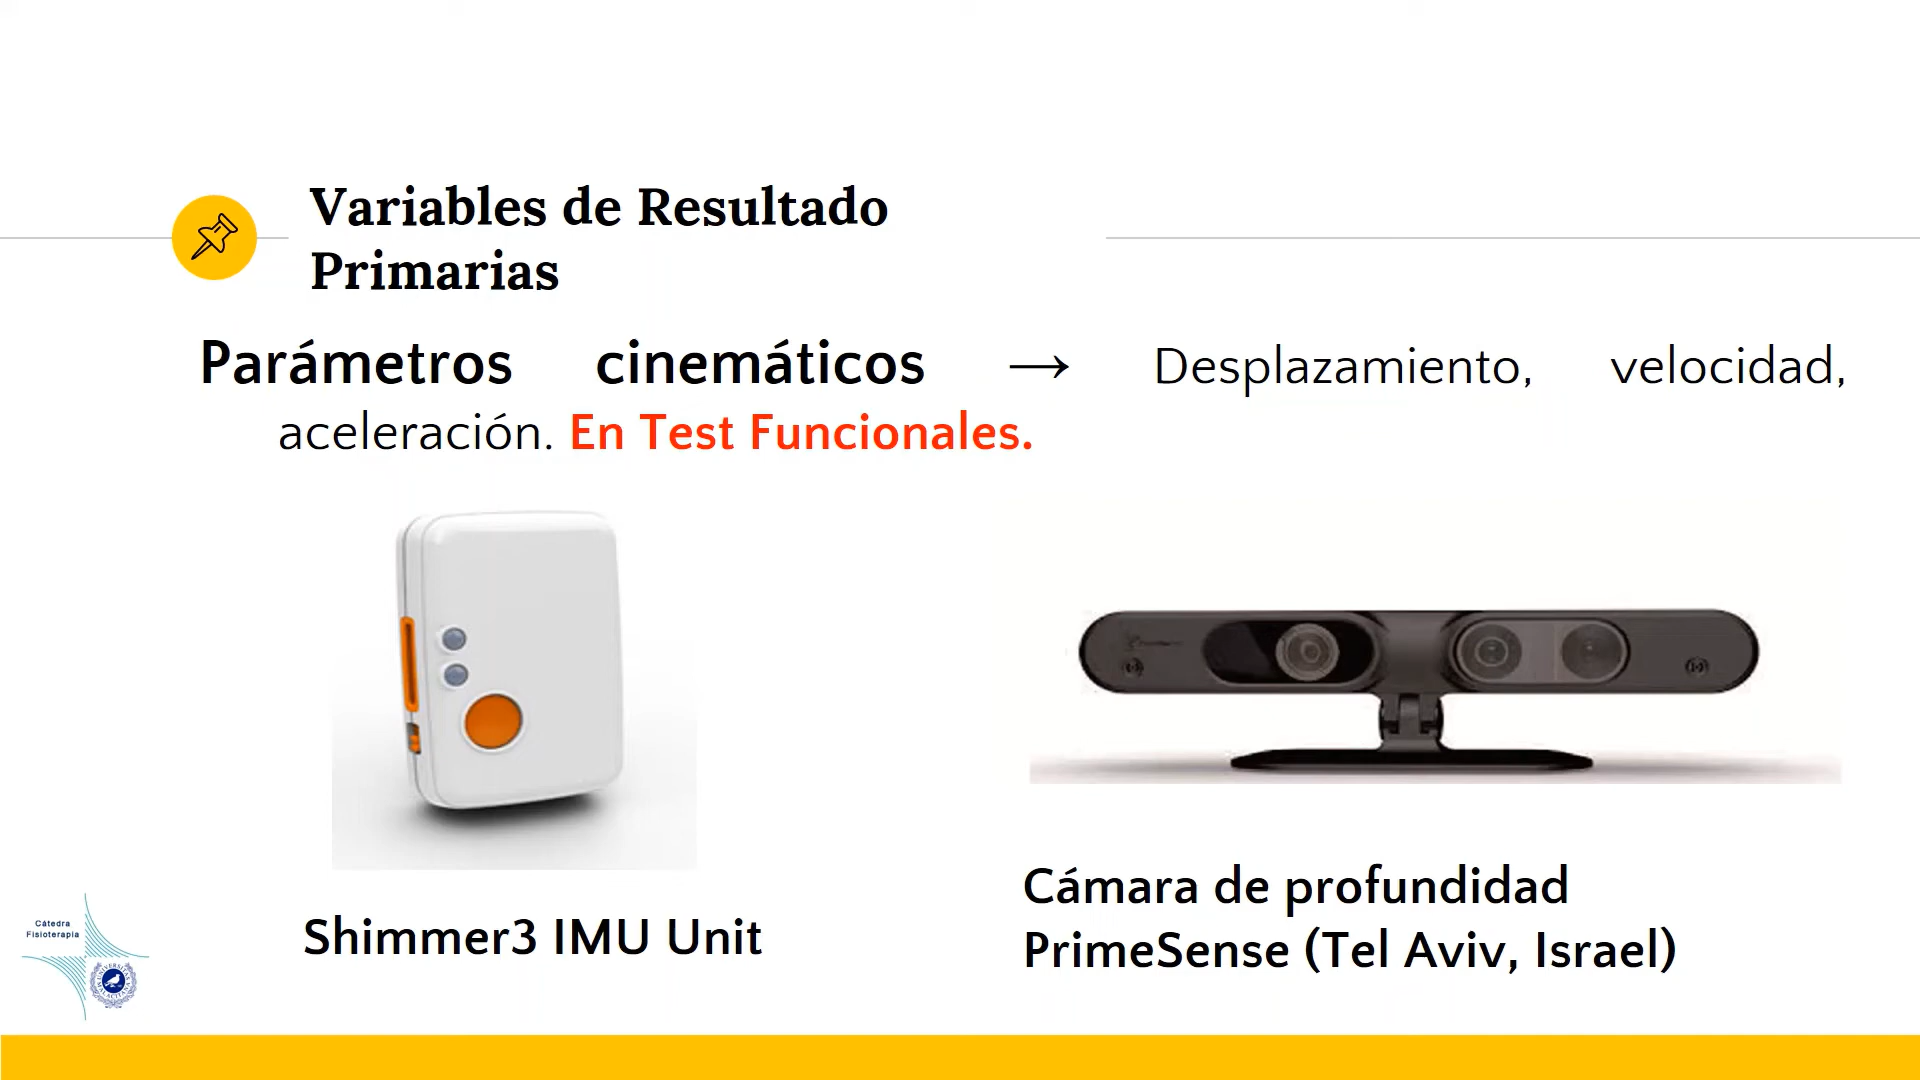 Variables de Resultado
Primarias
Parámetros cinemáticos → Desplazamiento, velocidad,
aceleración. En Test Funcionales.
Shimmer3 IMU Unit
Cámara de profundidad
PrimeSense (Tel Aviv, Israel)
Cátedra
Fisioterapia